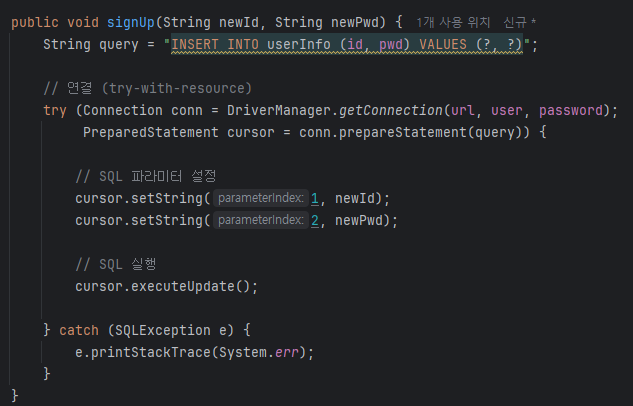 public void signUp(String newId, String newPwd) { 1개 사용 위치 신규 *
String query = "INSERT INTO userInfo (id, pwd) VALUES (?, ?)";
// 연결 (try-with-resource)
try (Connection conn = DriverManager.getConnection(url, user, password);
PreparedStatement cursor = conn.prepareStatement(query)) {
// SQL 파라미터 설정
cursor.setString( parameterIndex: 1, newId);
cursor.setString( parameterIndex: 2, newPwd);
// SQL 실행
cursor.executeUpdate();
} catch (SQLException e) {
e.printStackTrace(System.err);
}
}